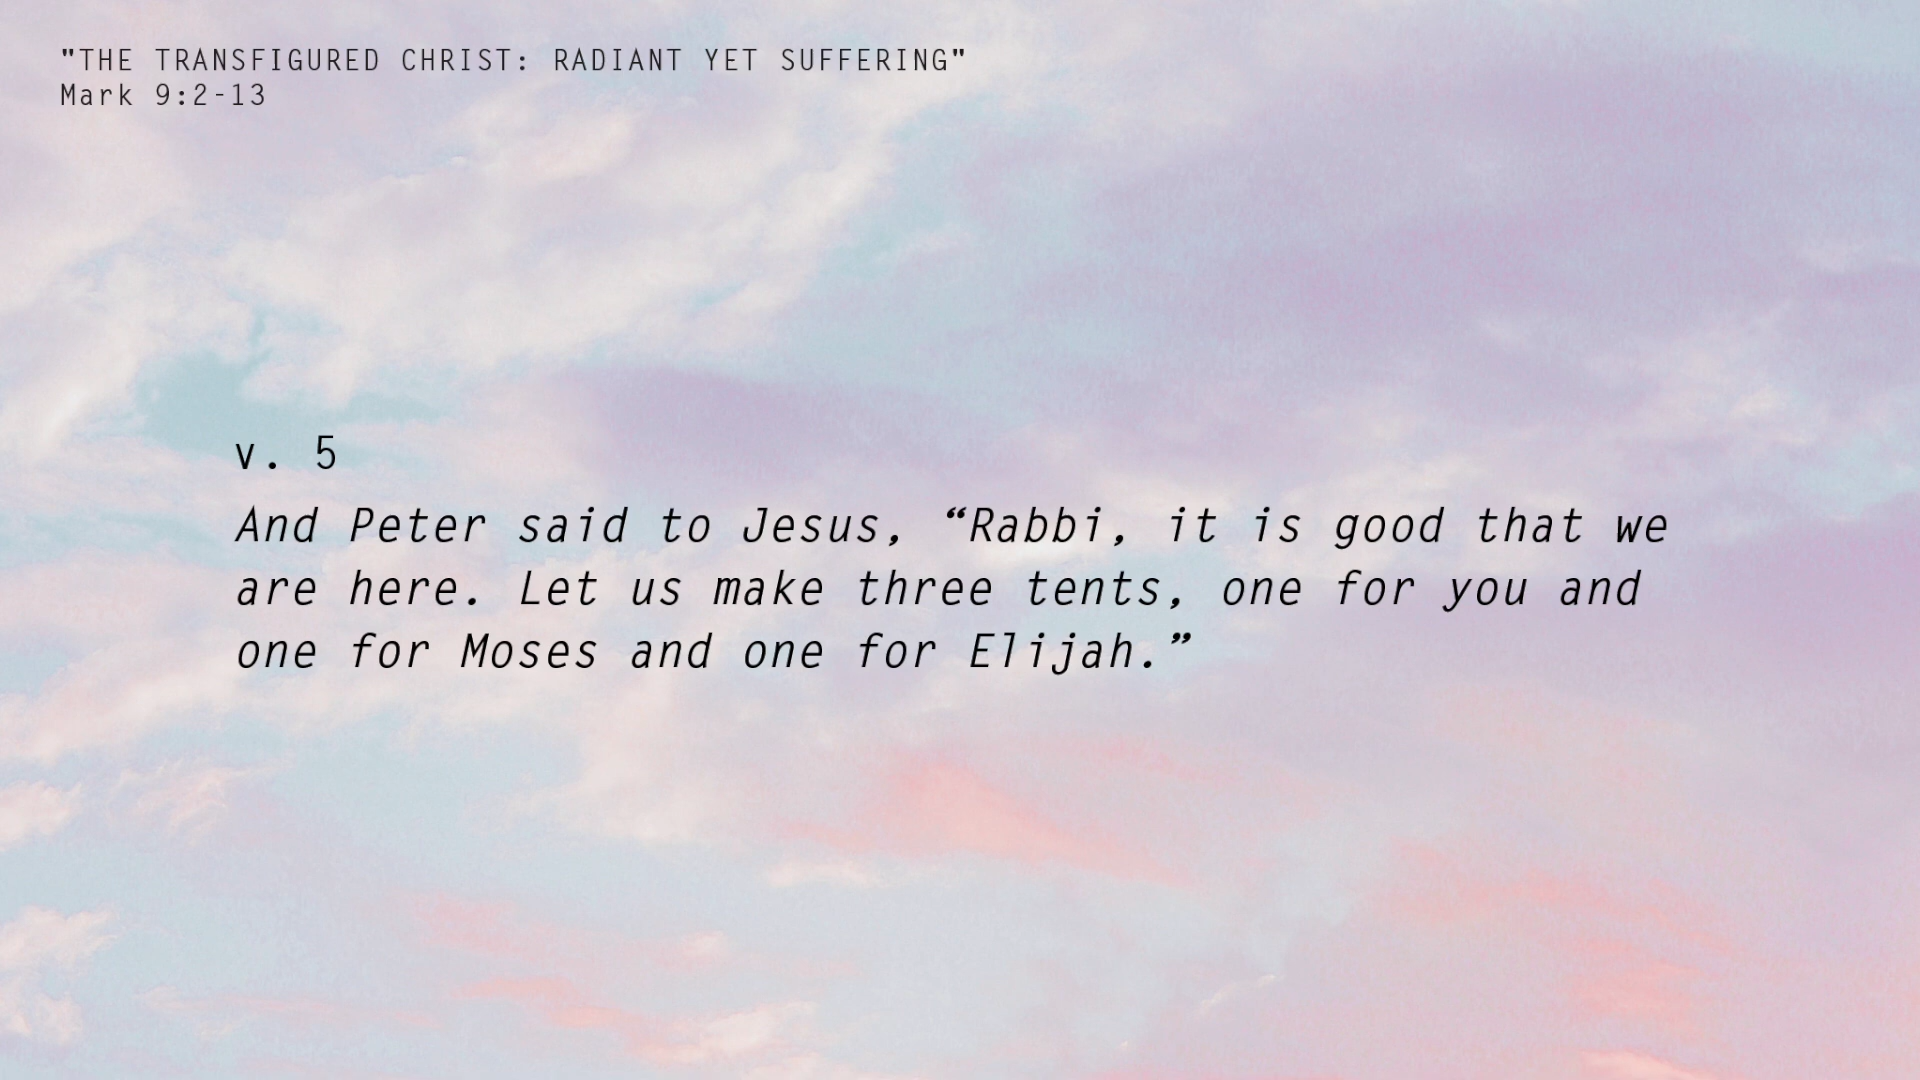 "THE TRANSFIGURED CHRIST: RADIANT YET SUFFERING"
Mark 9:2-13
v. 5
And Peter said to Jesus, “Rabbi, it is good that we
are here. Let us make three tents, one for you and
one for Moses and one for Elijah.”